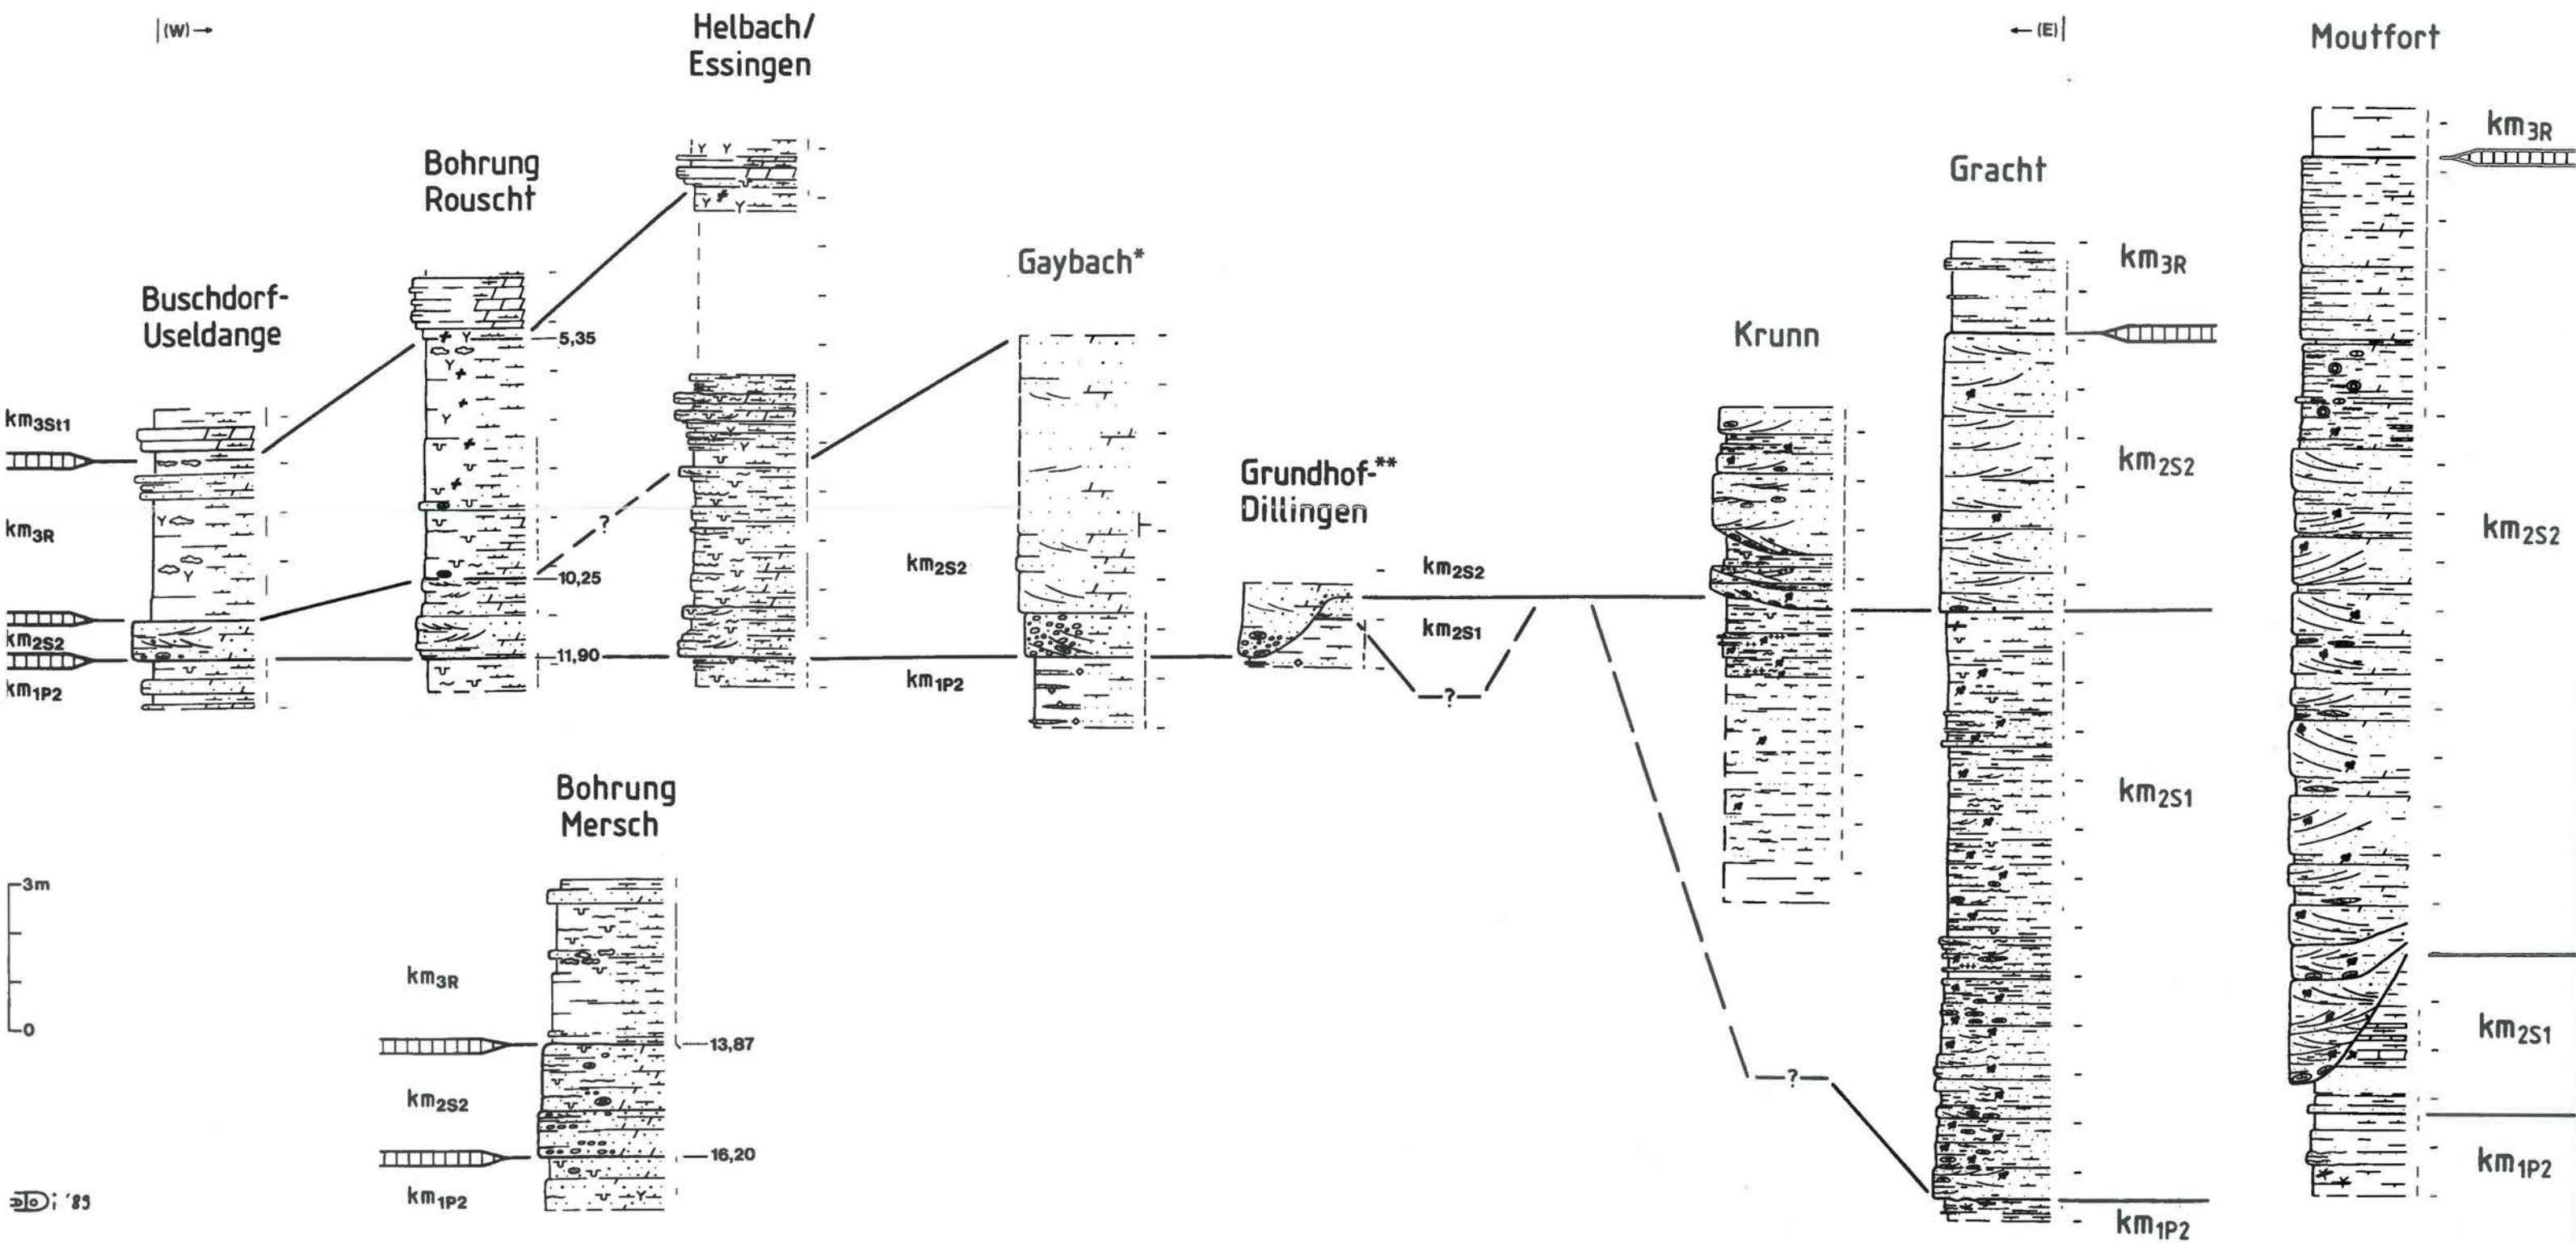 |(W)→
Helbach/
Essingen
←(E)|
Moutfort
km3R
Bohrung
Rouscht
Gracht
Gaybach*
km3R
Buschdorf-
Useldange
5,35
Krunn
km3St1
km2S2
Grundhof-**
Dillingen
km3R
?
km2S2
km2S2
km2S2
10,25
km2S1
km2S2
11,90
km1P2
km1P2
?
Bohrung
Mersch
km2S1
3m
km3R
0
km2S1
13,87
?
km2S2
16,20
km1P2
km1P2
km1P2
i '89